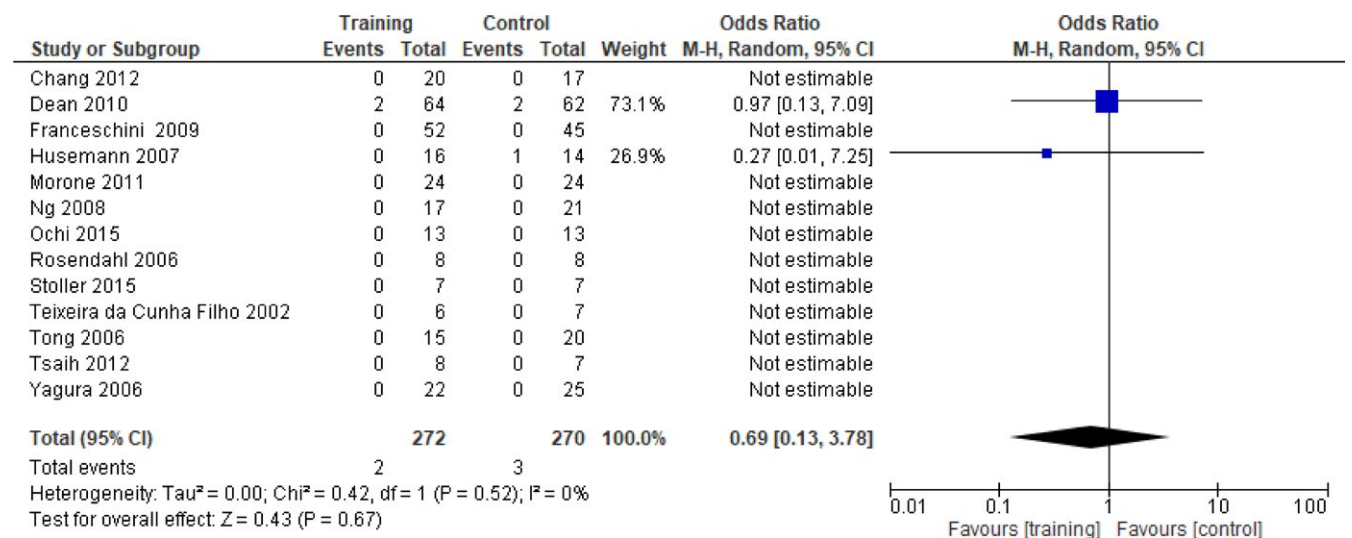 Training Control Odds Ratio Odds Ratio
Study or Subgroup Events Total Events Total Weight M-H, Random, 95% CI M-H, Random, 95% CI
Chang 2012 0 20 0 17 Not estimable
Dean 2010 2 64 2 62 73.1% 0.97 [0.13, 7.09]
Franceschini 2009 0 52 0 45 Not estimable
Husemann 2007 0 16 1 14 26.9% 0.27 [0.01, 7.25]
Morone 2011 0 24 0 24 Not estimable
Ng 2008 0 17 0 21 Not estimable
Ochi 2015 0 13 0 13 Not estimable
Rosendahl 2006 0 8 0 8 Not estimable
Stoller 2015 0 7 0 7 Not estimable
Teixeira da Cunha Filho 2002 0 6 0 7 Not estimable
Tong 2006 0 15 0 20 Not estimable
Tsaih 2012 0 8 0 7 Not estimable
Yagura 2006 0 22 0 25 Not estimable
Total (95% CI) 272 270 100.0% 0.69 [0.13, 3.78]
Total events 2 3
Heterogeneity: Tau² = 0.00; Chi² = 0.42, df = 1 (P = 0.52); I² = 0%
Test for overall effect: Z = 0.43 (P = 0.67)
0.01 0.1 1 10 100
Favours [training] Favours [control]